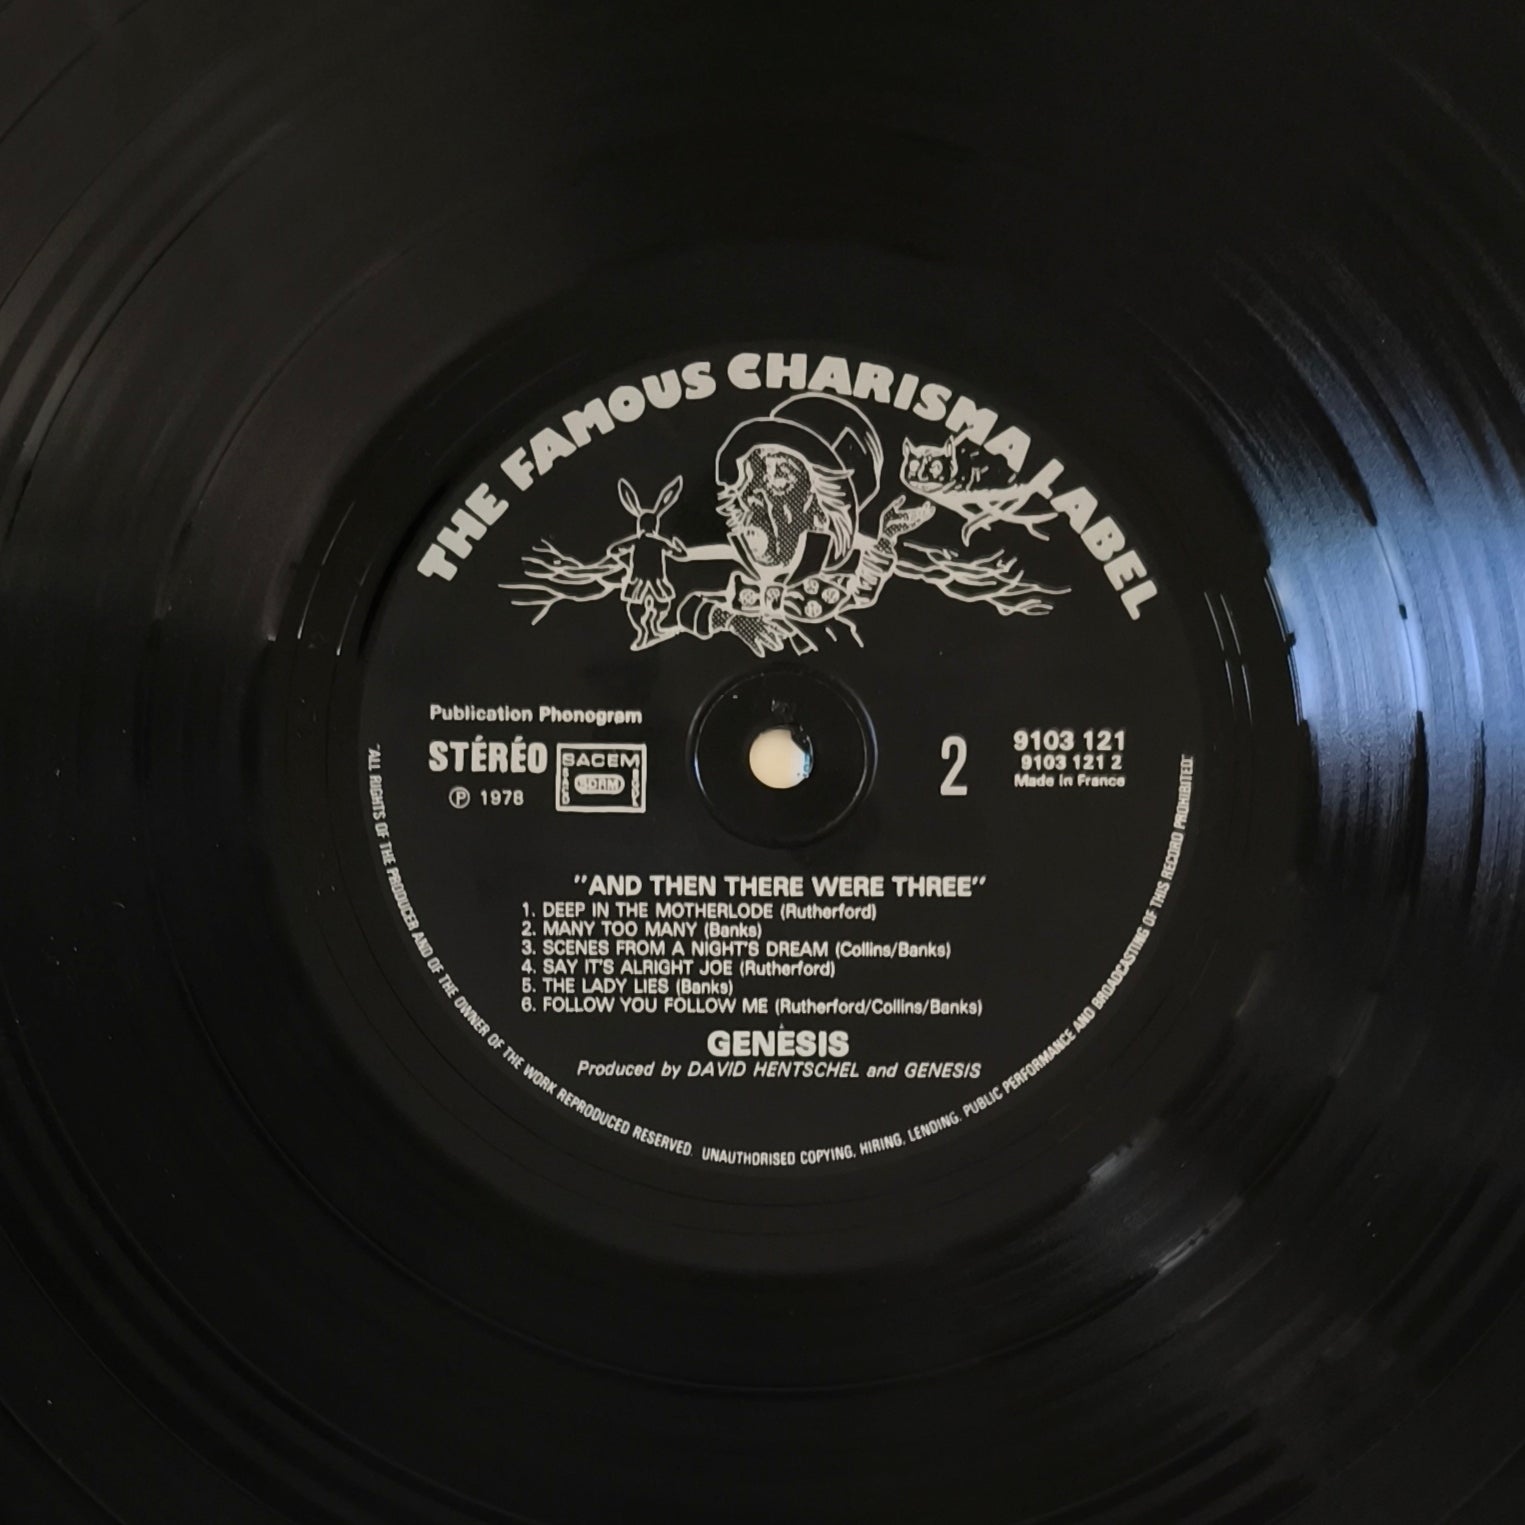 THE FAMOUS CHARISMA LABEL
Publication Phonogram
STÉRÉO
SACEM
SDRM
℗ 1978
2
9103 121
9103 121 2
Made in France
"AND THEN THERE WERE THREE"
1. DEEP IN THE MOTHERLODE (Rutherford)
2. MANY TOO MANY (Banks)
3. SCENES FROM A NIGHT'S DREAM (Collins/Banks)
4. SAY IT'S ALRIGHT JOE (Rutherford)
5. THE LADY LIES (Banks)
6. FOLLOW YOU FOLLOW ME (Rutherford/Collins/Banks)
GENESIS
Produced by DAVID HENTSCHEL and GENESIS
"ALL RIGHTS OF THE PRODUCER AND OF THE OWNER OF THE WORK REPRODUCED RESERVED. UNAUTHORISED COPYING, HIRING, LENDING, PUBLIC PERFORMANCE AND BROADCASTING OF THIS RECORD PROHIBITED."